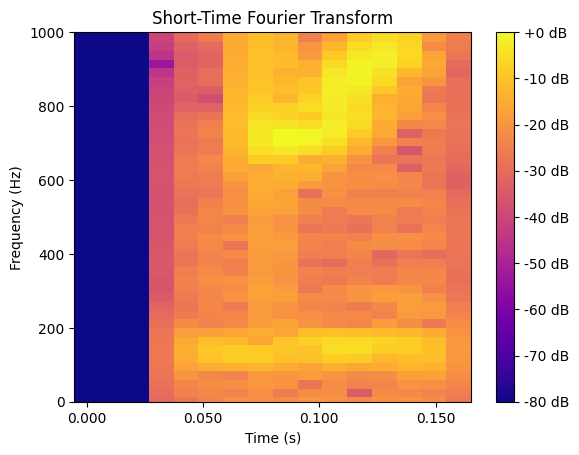 Short-Time Fourier Transform
1000
800
600
400
200
0
Frequency (Hz)
0.000
0.050
0.100
0.150
Time (s)
+0 dB
-10 dB
-20 dB
-30 dB
-40 dB
-50 dB
-60 dB
-70 dB
-80 dB